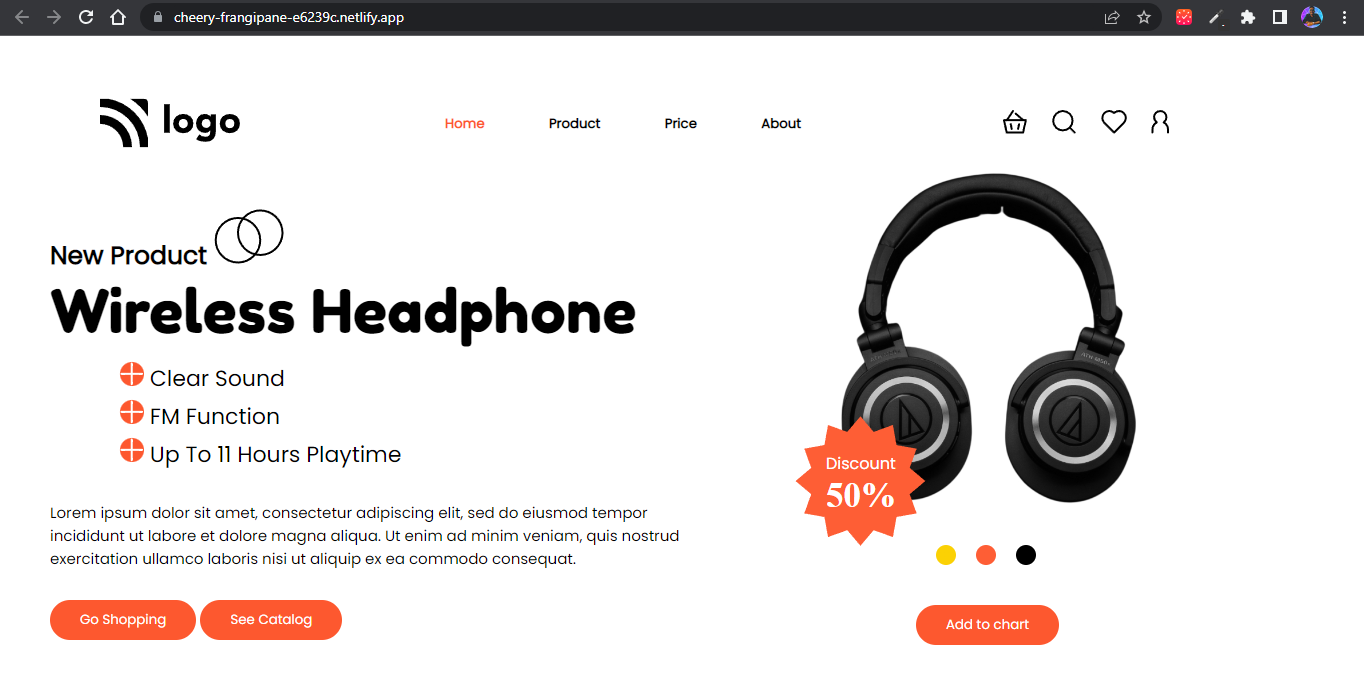 cheery-frangipane-e6239c.netlify.app
logo
Home Product Price About
New Product
Wireless Headphone
Clear Sound
FM Function
Up To 11 Hours Playtime
Lorem ipsum dolor sit amet, consectetur adipiscing elit, sed do eiusmod tempor
incididunt ut labore et dolore magna aliqua. Ut enim ad minim veniam, quis nostrud
exercitation ullamco laboris nisi ut aliquip ex ea commodo consequat.
Go Shopping See Catalog
Discount
50%
Add to chart